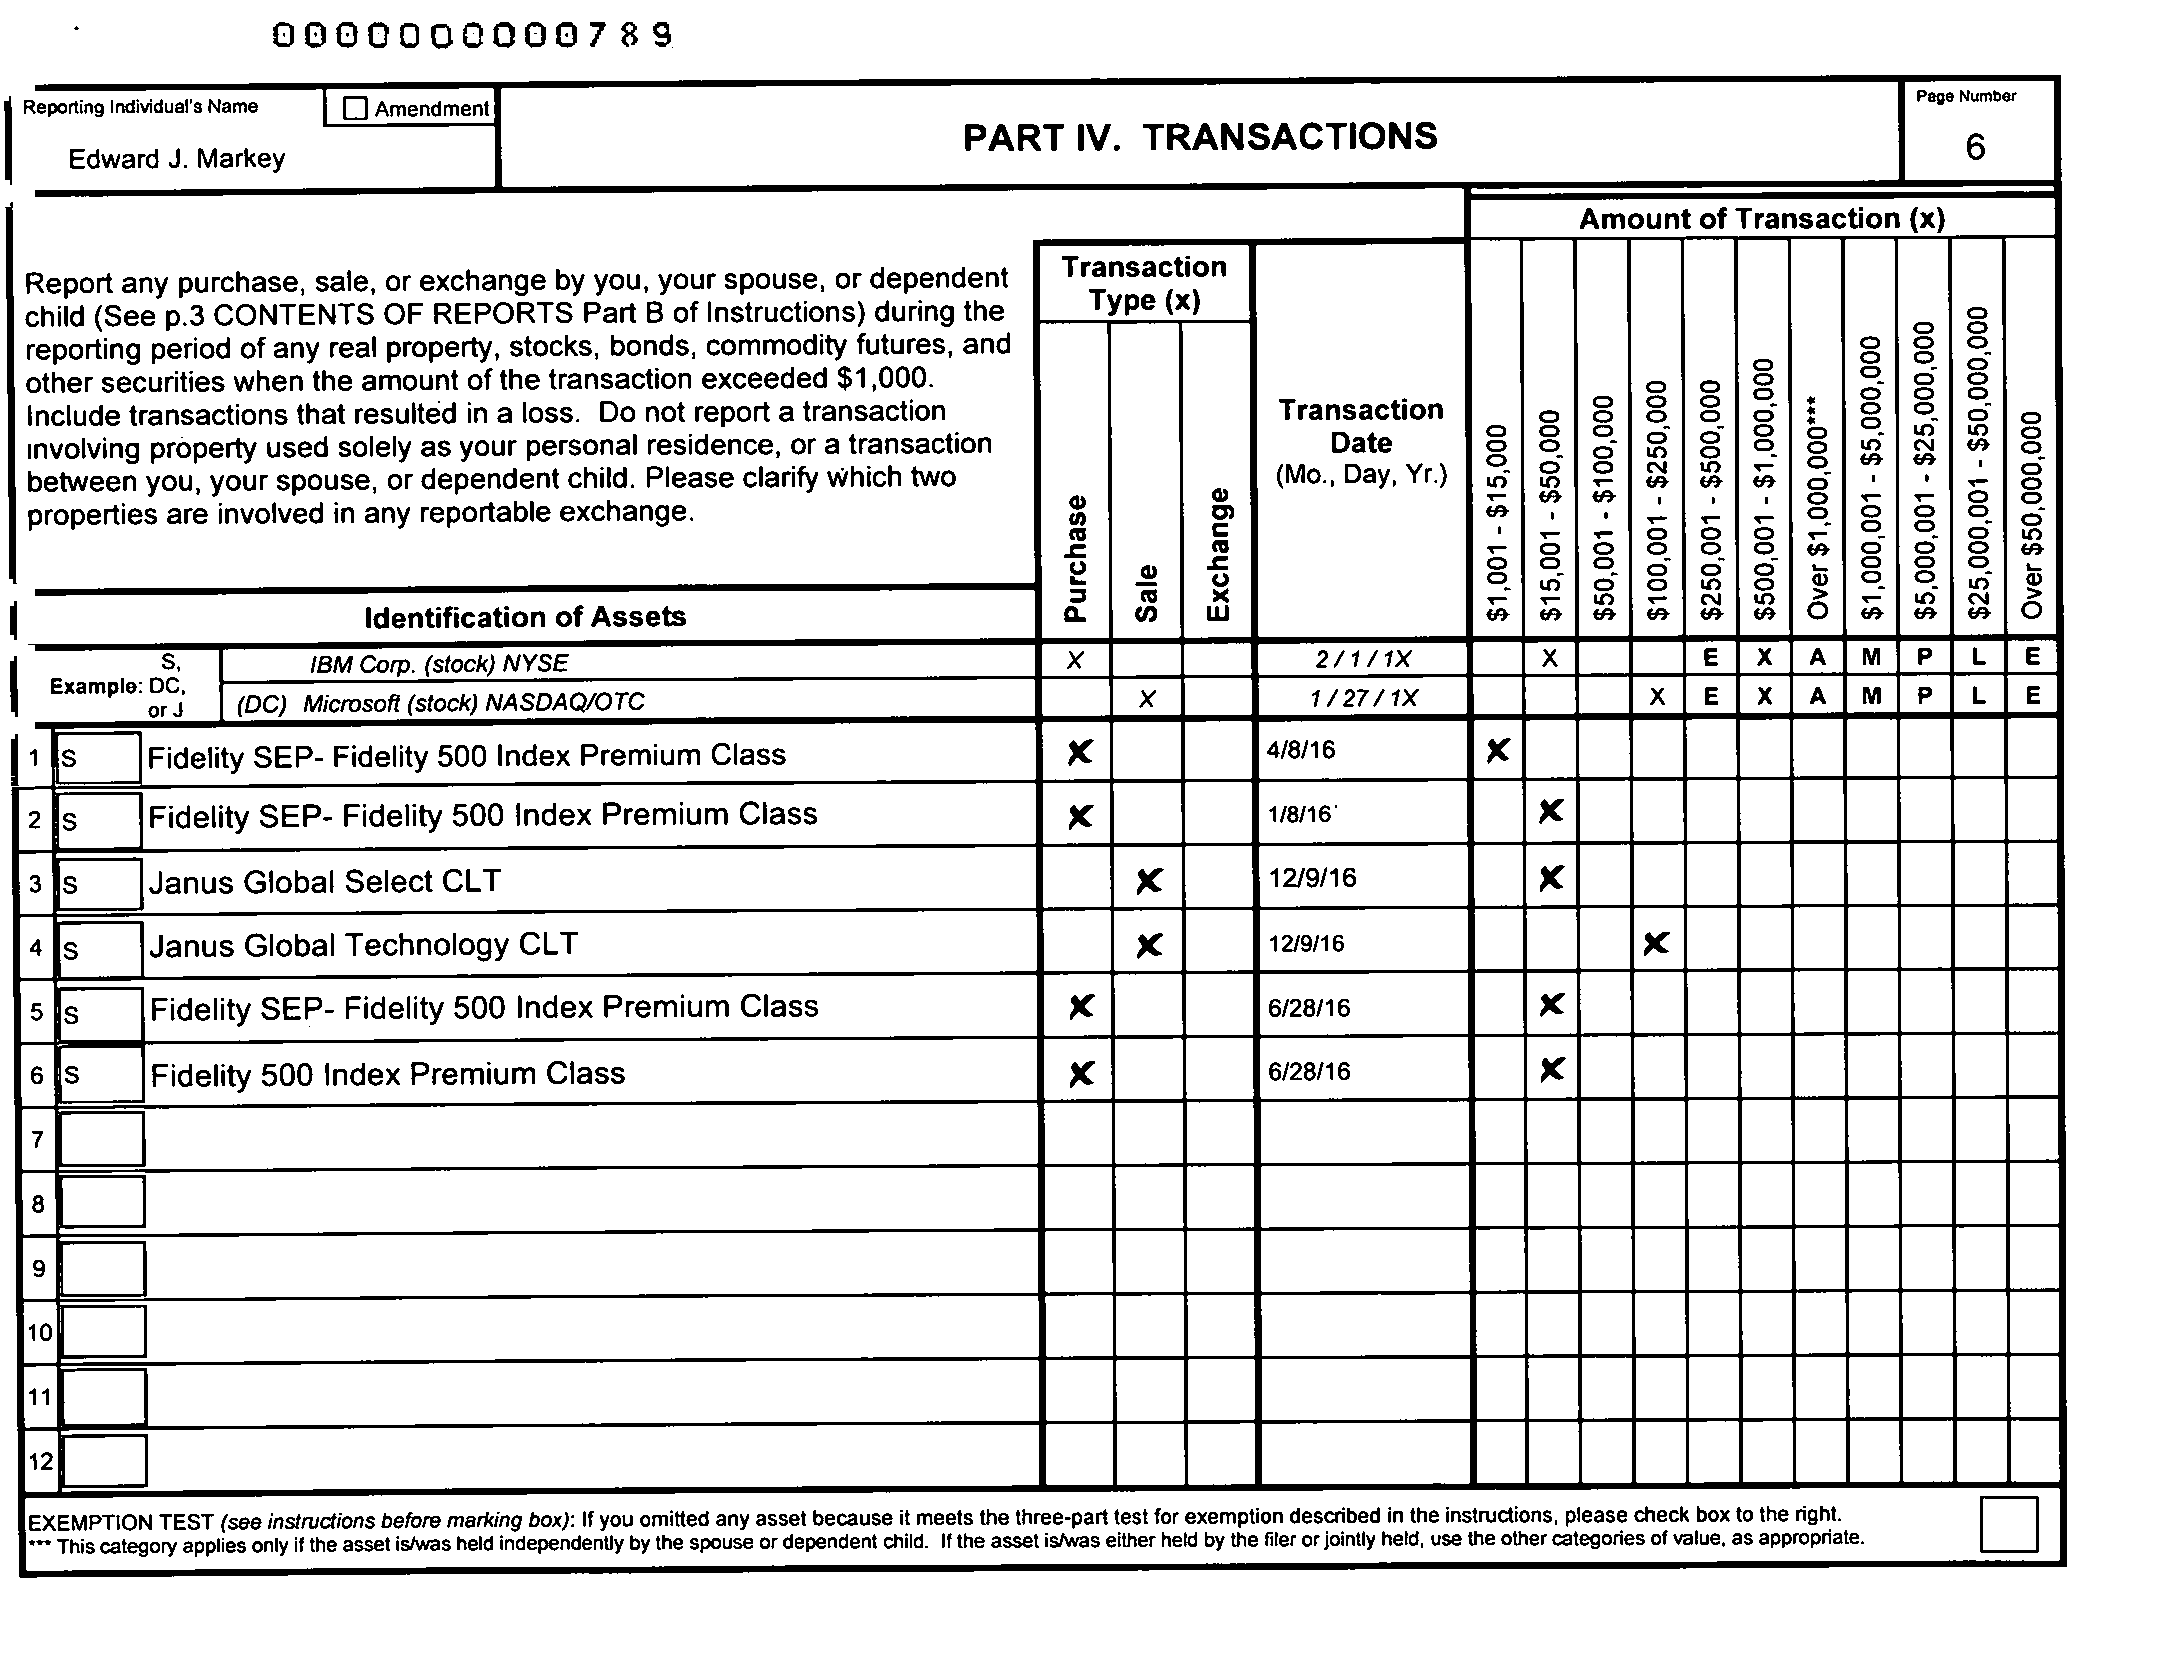 0000000000789
Reporting Individual's Name
Amendment
Edward J. Markey
PART IV. TRANSACTIONS
Page Number
6
Report any purchase, sale, or exchange by you, your spouse, or dependent
child (See p.3 CONTENTS OF REPORTS Part B of Instructions) during the
reporting period of any real property, stocks, bonds, commodity futures, and
other securities when the amount of the transaction exceeded $1,000.
Include transactions that resulted in a loss. Do not report a transaction
involving property used solely as your personal residence, or a transaction
between you, your spouse, or dependent child. Please clarify which two
properties are involved in any reportable exchange.
Identification of Assets
Transaction
Type (x)
Purchase
Sale
Exchange
Transaction
Date
(Mo., Day, Yr.)
Amount of Transaction (x)
$1,001 - $15,000
$15,001 - $50,000
$50,001 - $100,000
$100,001 - $250,000
$250,001 - $500,000
$500,001 - $1,000,000
Over $1,000,000***
$1,000,001 - $5,000,000
$5,000,001 - $25,000,000
$25,000,001 - $50,000,000
Over $50,000,000
Example: S, DC, or J
IBM Corp. (stock) NYSE X 2 / 1 / 1X X E X A M P L E
(DC) Microsoft (stock) NASDAQ/OTC X 1 / 27 / 1X X E X A M P L E
1 S Fidelity SEP- Fidelity 500 Index Premium Class X 4/8/16 X
2 S Fidelity SEP- Fidelity 500 Index Premium Class X 1/8/16 X
3 S Janus Global Select CLT X 12/9/16 X
4 S Janus Global Technology CLT X 12/9/16 X
5 S Fidelity SEP- Fidelity 500 Index Premium Class X 6/28/16 X
6 S Fidelity 500 Index Premium Class X 6/28/16 X
7
8
9
10
11
12
EXEMPTION TEST (see instructions before marking box): If you omitted any asset because it meets the three-part test for exemption described in the instructions, please check box to the right.
*** This category applies only if the asset is/was held independently by the spouse or dependent child. If the asset is/was either held by the filer or jointly held, use the other categories of value, as appropriate.